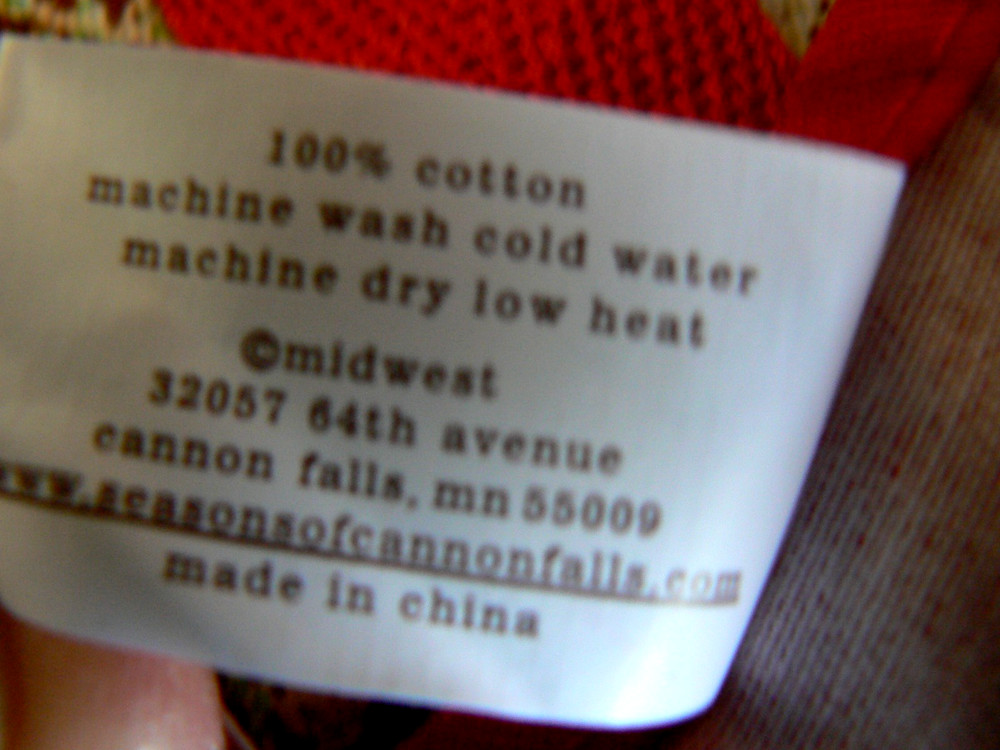 100% cotton
machine wash cold water
machine dry low heat
©midwest
32057 64th avenue
cannon falls, mn 55009
www.seasonsofcannonfalls.com
made in china